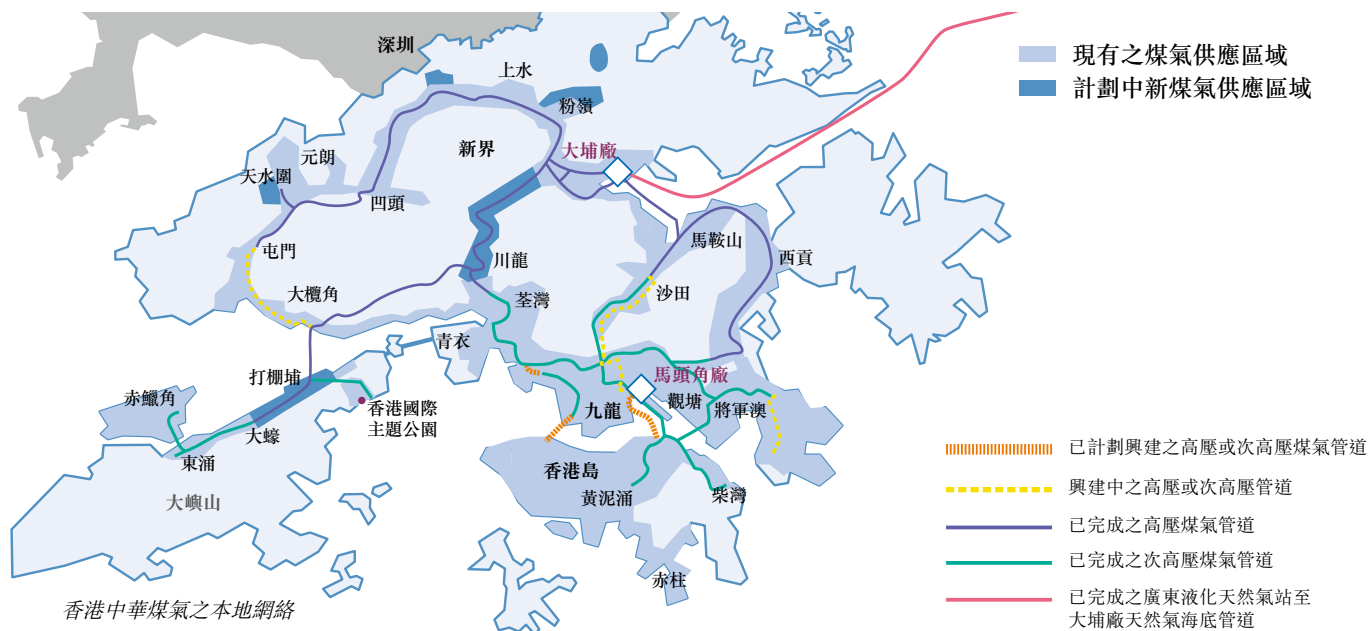 深圳
上水
粉嶺
新界
大埔廠
元朗
天水圍
凹頭
屯門
大欖角
川龍
荃灣
馬鞍山
西貢
沙田
青衣
打棚埔
赤鱲角
香港國際
主題公園
大蠔
東涌
大嶼山
馬頭角廠
九龍
觀塘
將軍澳
香港島
黃泥涌
柴灣
赤柱
現有之煤氣供應區域
計劃中新煤氣供應區域
已計劃興建之高壓或次高壓煤氣管道
興建中之高壓或次高壓管道
已完成之高壓煤氣管道
已完成之次高壓煤氣管道
已完成之廣東液化天然氣站至
大埔廠天然氣海底管道
香港中華煤氣之本地網絡